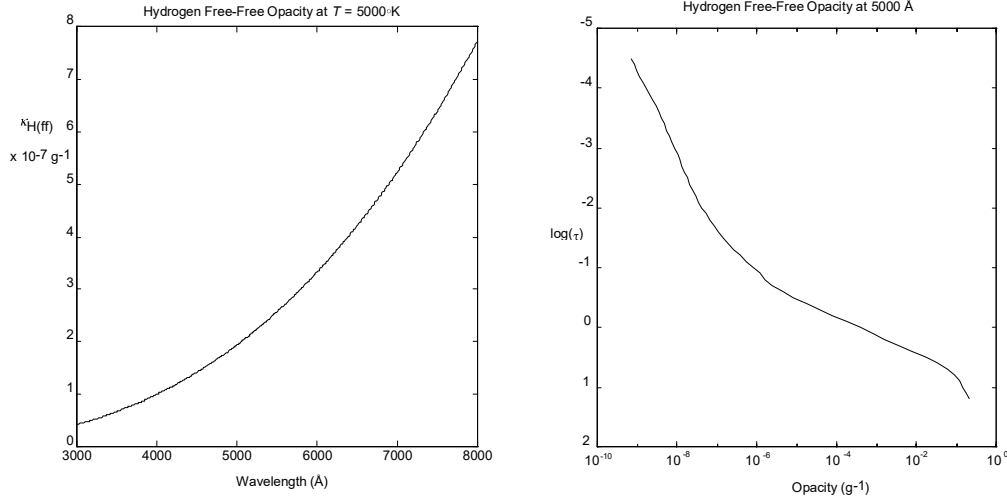 Hydrogen Free-Free Opacity at T = 5000°K
8
7
6
5
4
3
2
1
0
κH(ff)
x 10-7 g-1
3000 4000 5000 6000 7000 8000
Wavelength (Å)
Hydrogen Free-Free Opacity at 5000 Å
-5
-4
-3
-2
-1
0
1
2
log(τ)
10-10 10-8 10-6 10-4 10-2 100
Opacity (g-1)